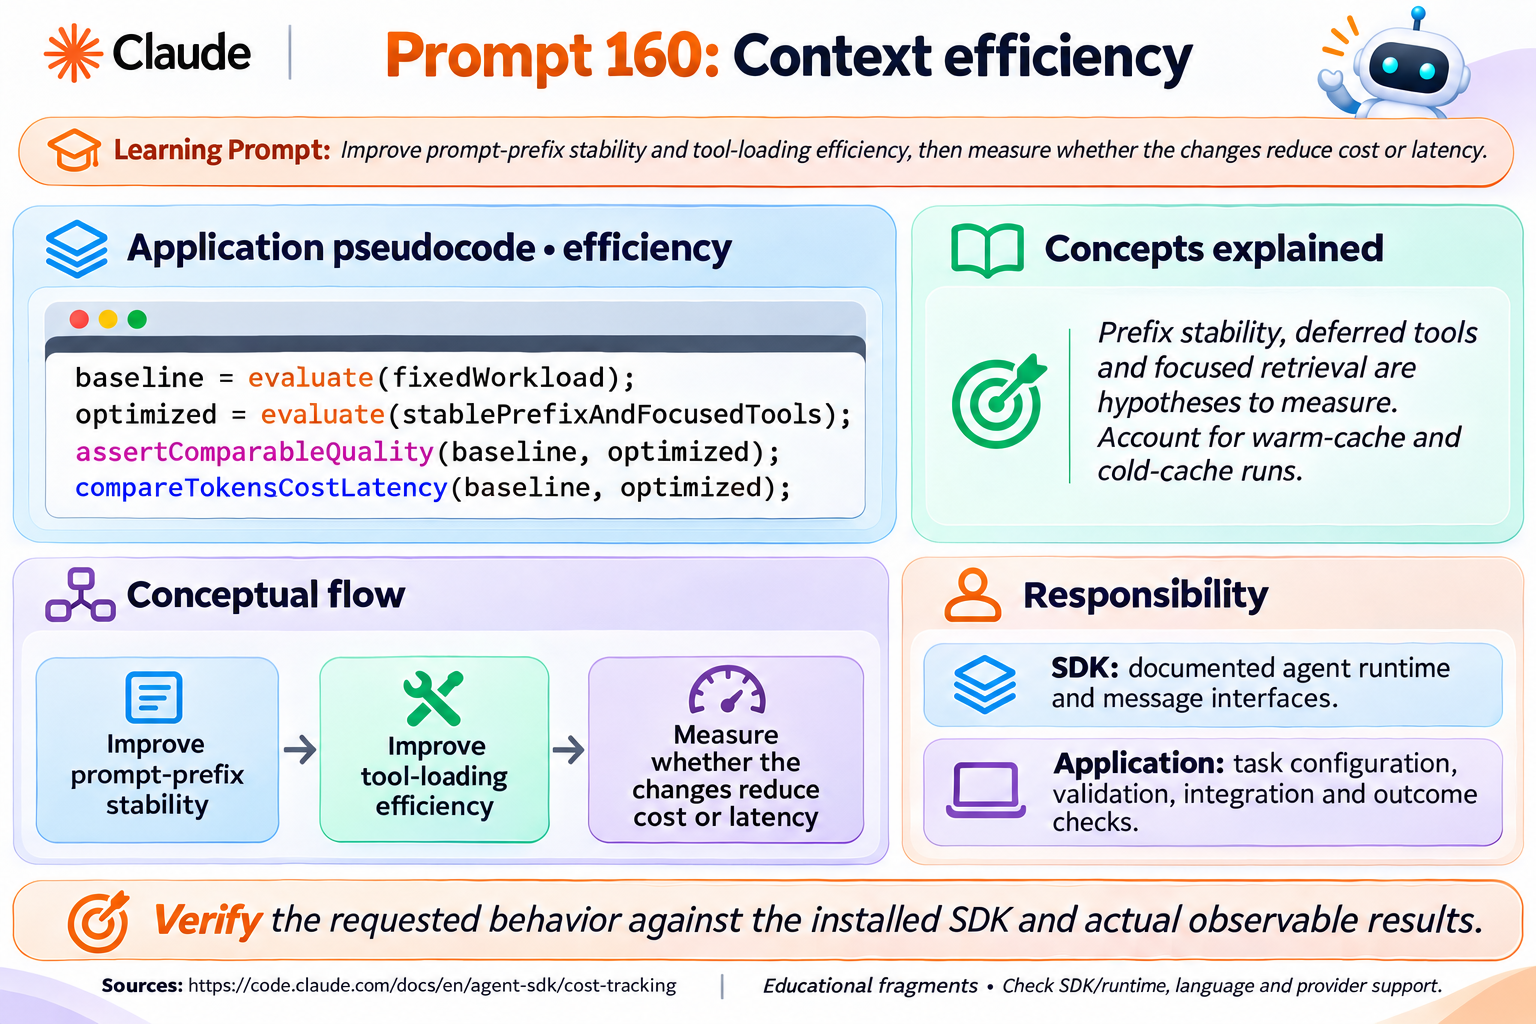 Claude
Prompt 160: Context efficiency
Learning Prompt: Improve prompt-prefix stability and tool-loading efficiency, then measure whether the changes reduce cost or latency.
Application pseudocode • efficiency
baseline = evaluate(fixedWorkload);
optimized = evaluate(stablePrefixAndFocusedTools);
assertComparableQuality(baseline, optimized);
compareTokensCostLatency(baseline, optimized);
Concepts explained
Prefix stability, deferred tools
and focused retrieval are
hypotheses to measure.
Account for warm-cache and
cold-cache runs.
Conceptual flow
Improve
prompt-prefix
stability
Improve
tool-loading
efficiency
Measure
whether the
changes reduce
cost or latency
Responsibility
SDK: documented agent runtime
and message interfaces.
Application: task configuration,
validation, integration and outcome
checks.
Verify the requested behavior against the installed SDK and actual observable results.
Sources: https://code.claude.com/docs/en/agent-sdk/cost-tracking
Educational fragments • Check SDK/runtime, language and provider support.